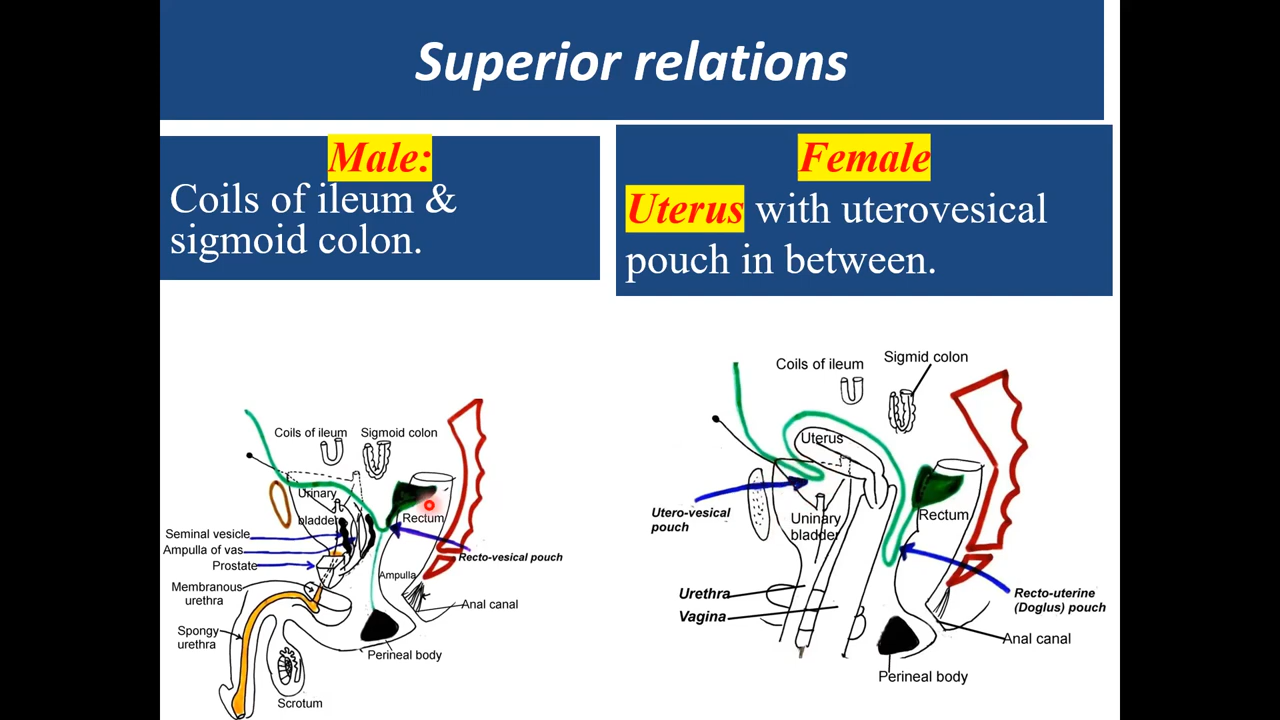 Superior relations
Male:
Coils of ileum &
sigmoid colon.
Female
Uterus with uterovesical
pouch in between.
Coils of ileum
Sigmoid colon
Urinary
bladder
Rectum
Seminal vesicle
Ampulla of vas
Prostate
Recto-vesical pouch
Ampulla
Membranous
urethra
Anal canal
Spongy
urethra
Perineal body
Scrotum
Coils of ileum
Sigmid colon
Uterus
Utero-vesical
pouch
Uninary
bladder
Rectum
Urethra
Vagina
Recto-uterine
(Doglus) pouch
Anal canal
Perineal body